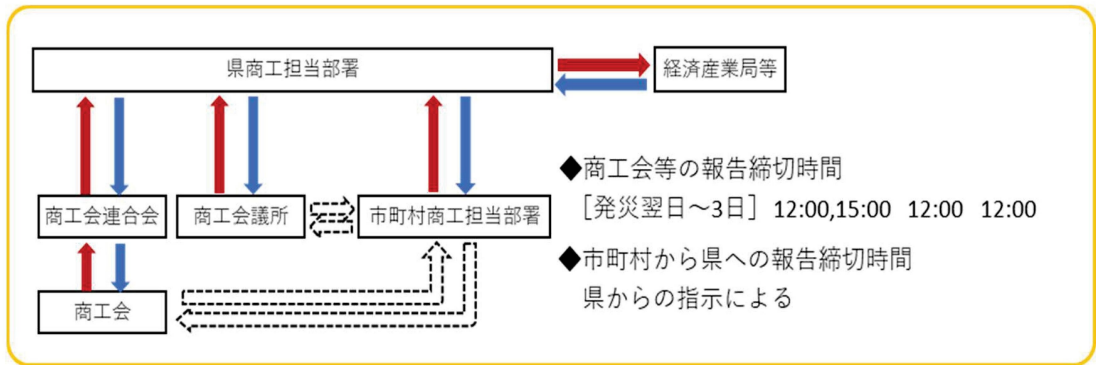 県商工担当部署
経済産業局等
商工会連合会
商工会議所
市町村商工担当部署
商工会
◆商工会等の報告締切時間
［発災翌日～3日］ 12:00,15:00 12:00 12:00
◆市町村から県への報告締切時間
県からの指示による